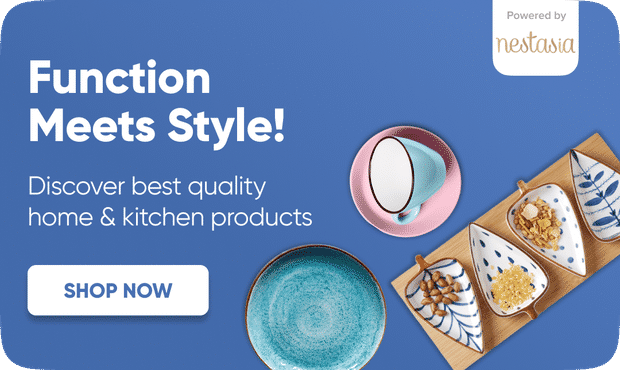 Powered by
nestasia
Function
Meets Style!
Discover best quality
home & kitchen products
SHOP NOW